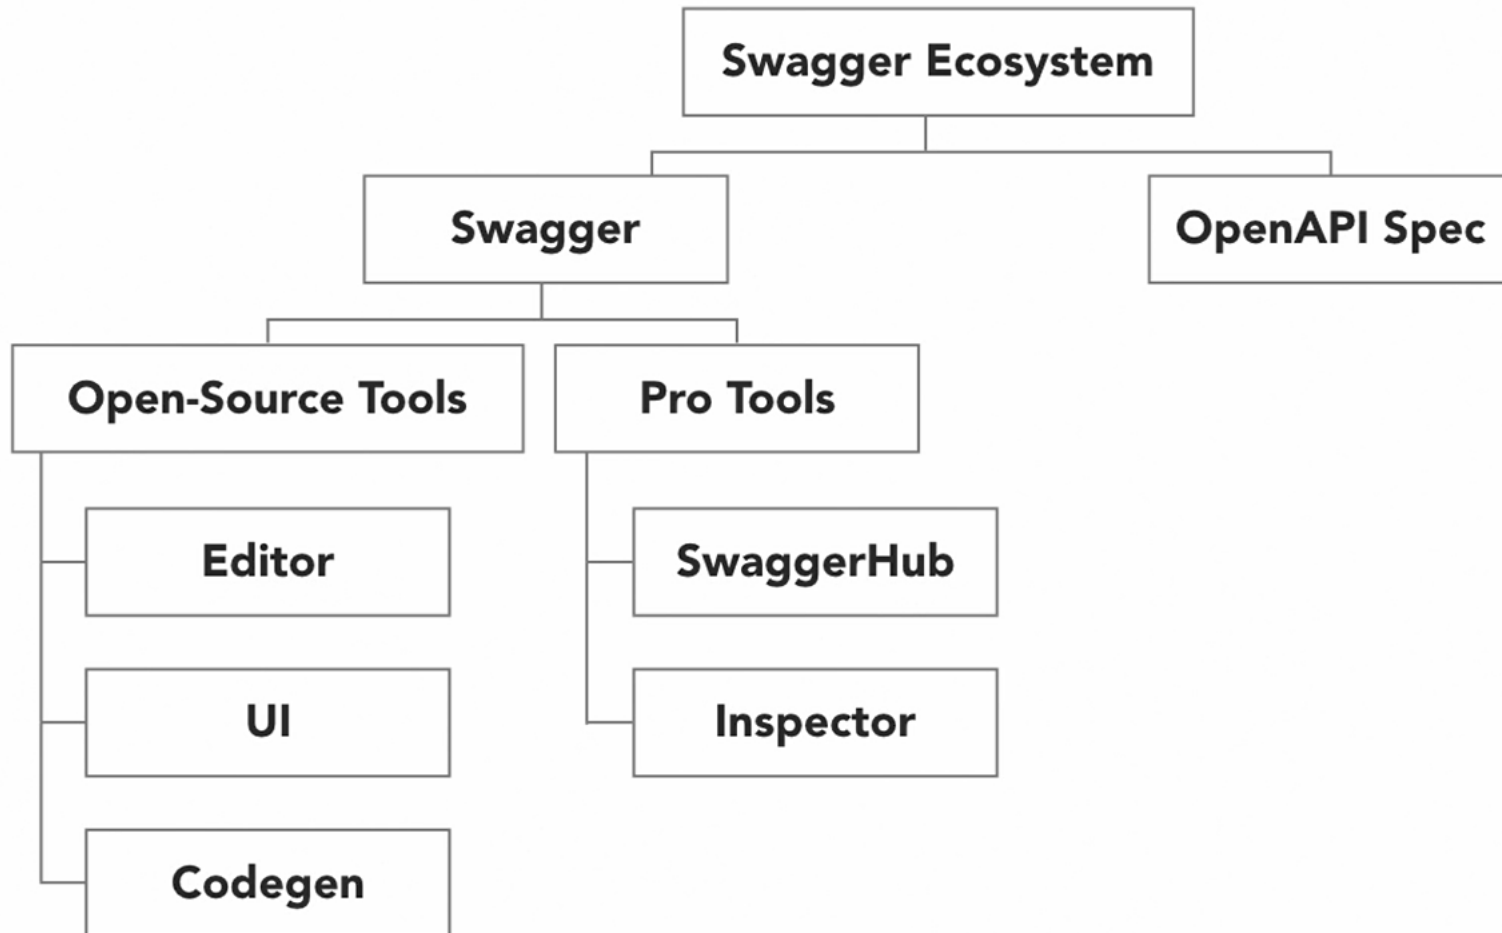 Swagger Ecosystem
Swagger
OpenAPI Spec
Open-Source Tools
Pro Tools
Editor
SwaggerHub
UI
Inspector
Codegen